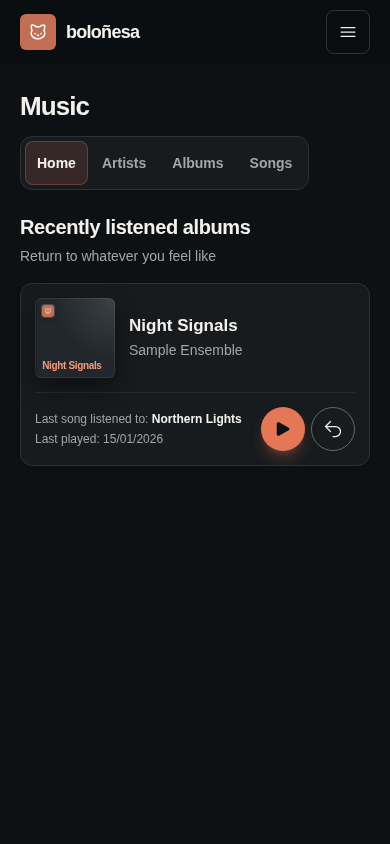 boloñesa
Music
Home Artists Albums Songs
Recently listened albums
Return to whatever you feel like
Night Signals
Night Signals
Sample Ensemble
Last song listened to: Northern Lights
Last played: 15/01/2026